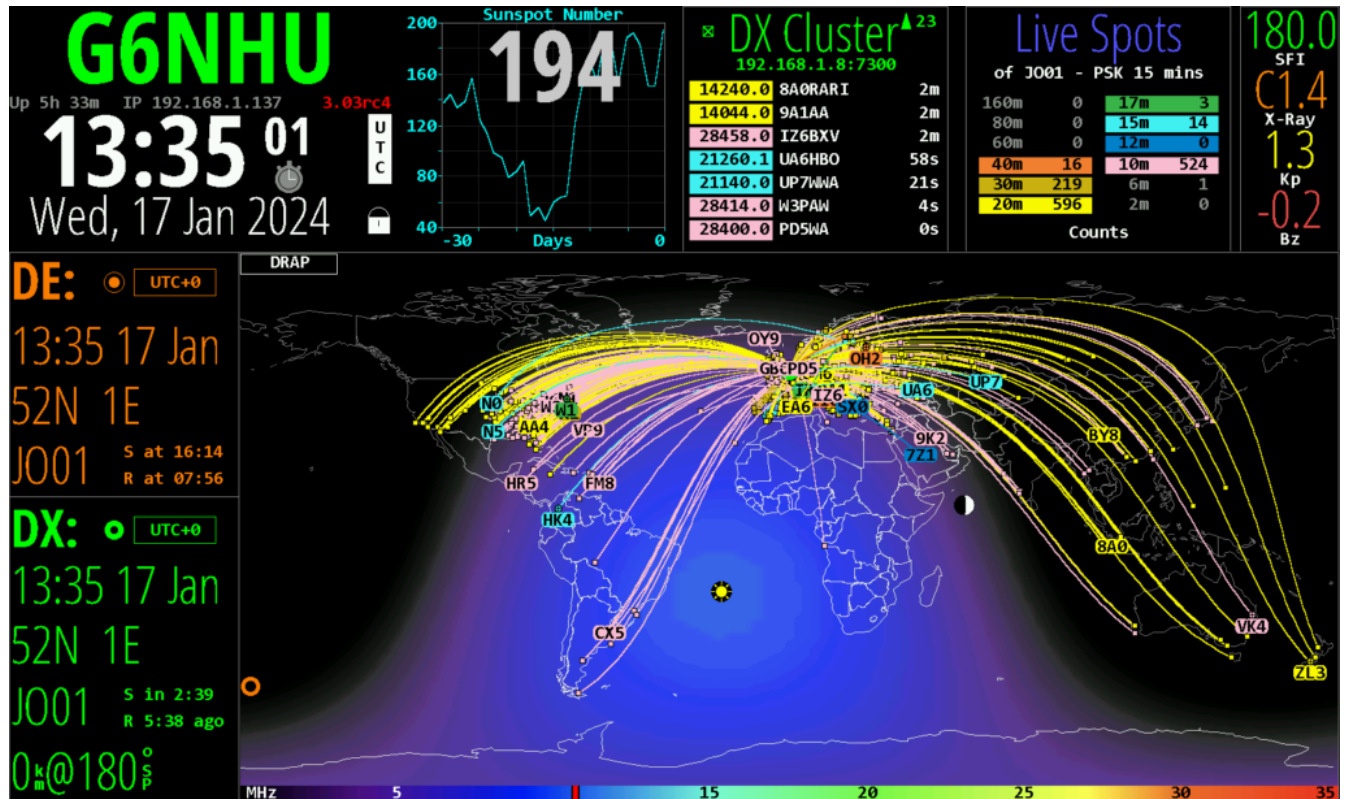 G6NHU
Up 5h 33m IP 192.168.1.137 3.03rc4
13:35 01
UTC
Wed, 17 Jan 2024
Sunspot Number
194
200
160
120
80
40
-30 Days 0
DX Cluster 23
192.168.1.8:7300
14240.0 8A0RARI 2m
14044.0 9A1AA 2m
28458.0 IZ6BXV 2m
21260.1 UA6HBO 58s
21140.0 UP7WWA 21s
28414.0 W3PAW 4s
28400.0 PD5WA 0s
Live Spots
of JO01 - PSK 15 mins
160m 0 17m 3
80m 0 15m 14
60m 0 12m 0
40m 16 10m 524
30m 219 6m 1
20m 596 2m 0
Counts
180.0
SFI
C1.4
X-Ray
1.3
Kp
-0.2
Bz
DE: UTC+0
13:35 17 Jan
52N 1E
JO01 S at 16:14
R at 07:56
DX: UTC+0
13:35 17 Jan
52N 1E
JO01 S in 2:39
R 5:38 ago
0km@180°SP
DRAP
OY9
OH2
PD5
UP7
UA6
N0
IZ6
W1
EA6
SX0
N5
AA4
VP9
BY8
9K2
7Z1
HR5
FM8
HK4
8A0
CX5
VK4
ZL3
MHz 5 15 20 25 30 35